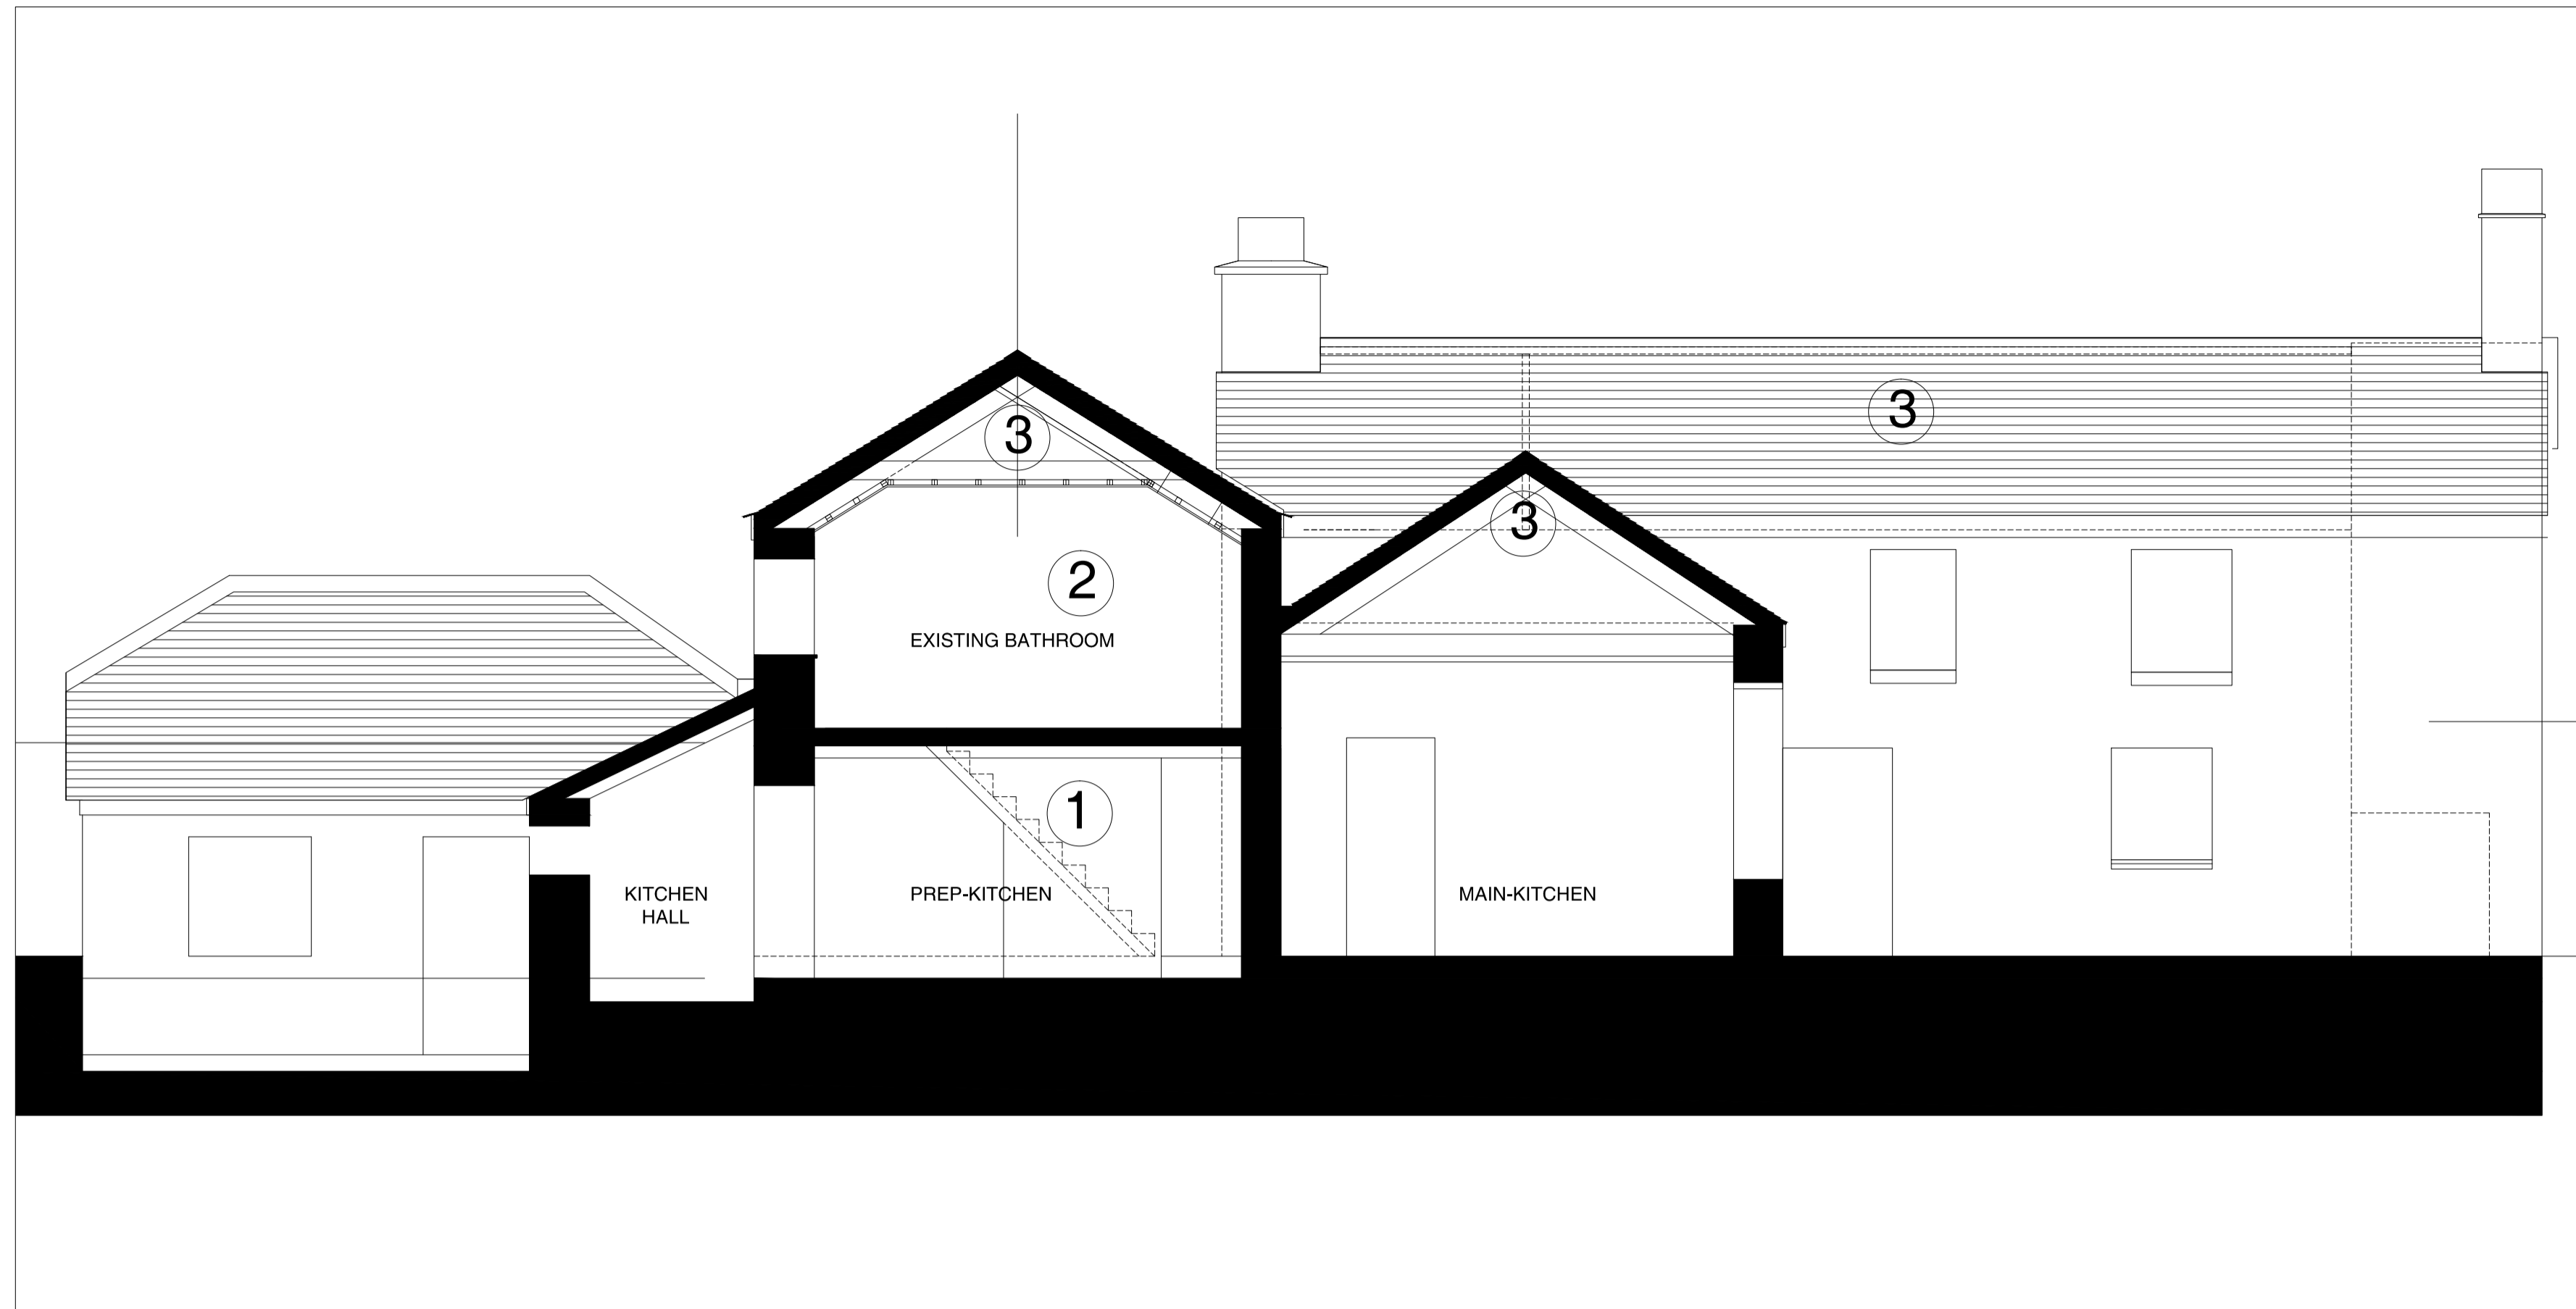 3
3
3
2
EXISTING BATHROOM
1
KITCHEN
HALL
PREP-KITCHEN
MAIN-KITCHEN